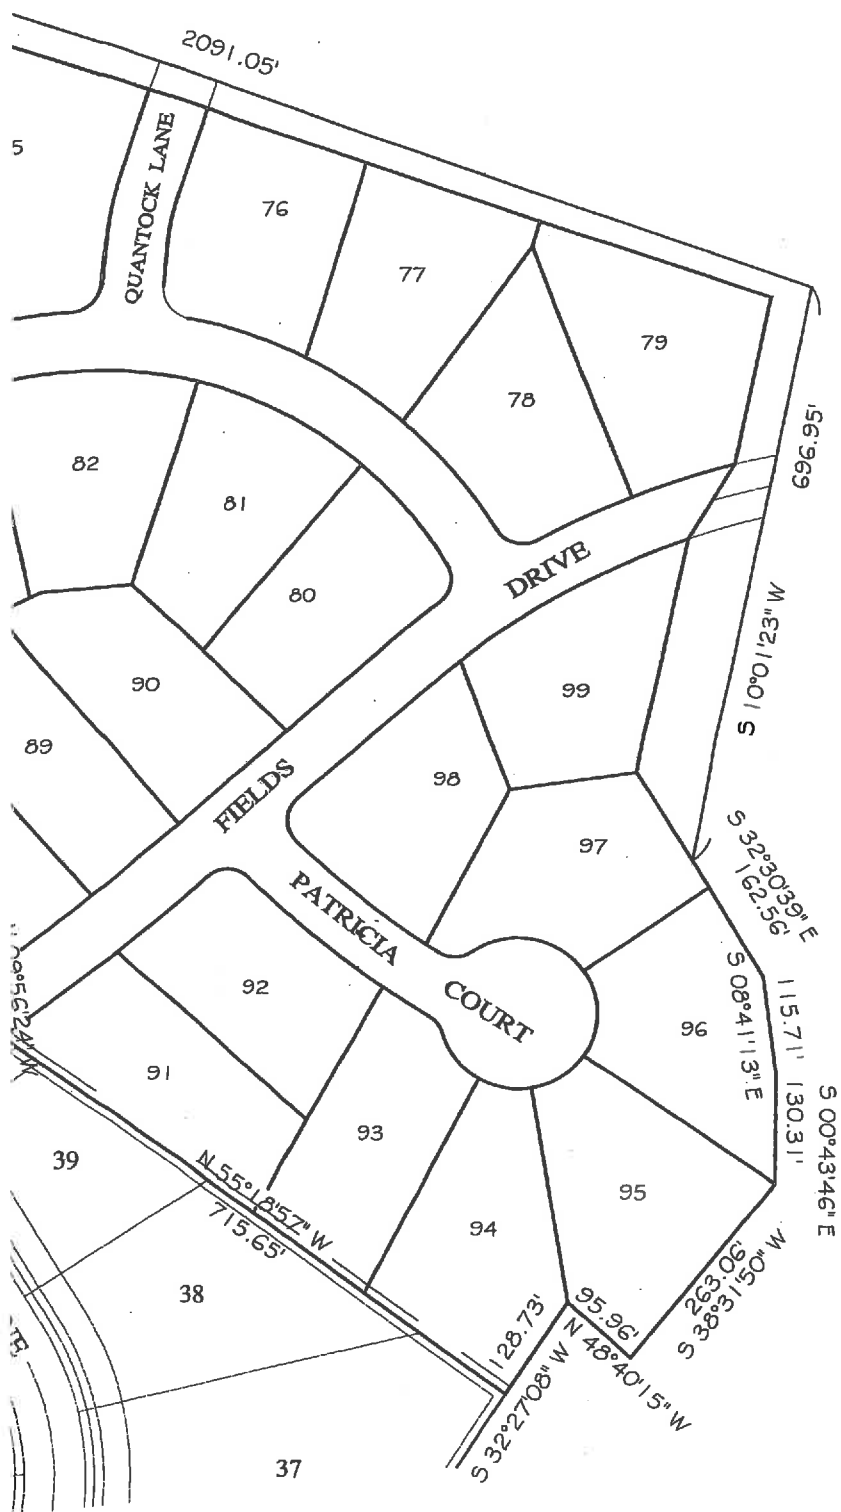 2091.05'
QUANTOCK LANE
5
76
77
79
78
696.95'
82
81
DRIVE
80
S 10°01'23" W
90
99
89
98
FIELDS
97
S 32°30'39" E
162.56'
PATRICIA
COURT
92
S 08°41'13" E
115.71'
96
91
130.31'
S 00°43'46" E
93
39
N 55°18'57" W
715.65'
95
94
263.06'
S 38°31'50" W
38
95.96'
N 48°40'15" W
128.73'
S 32°27'08" W
37